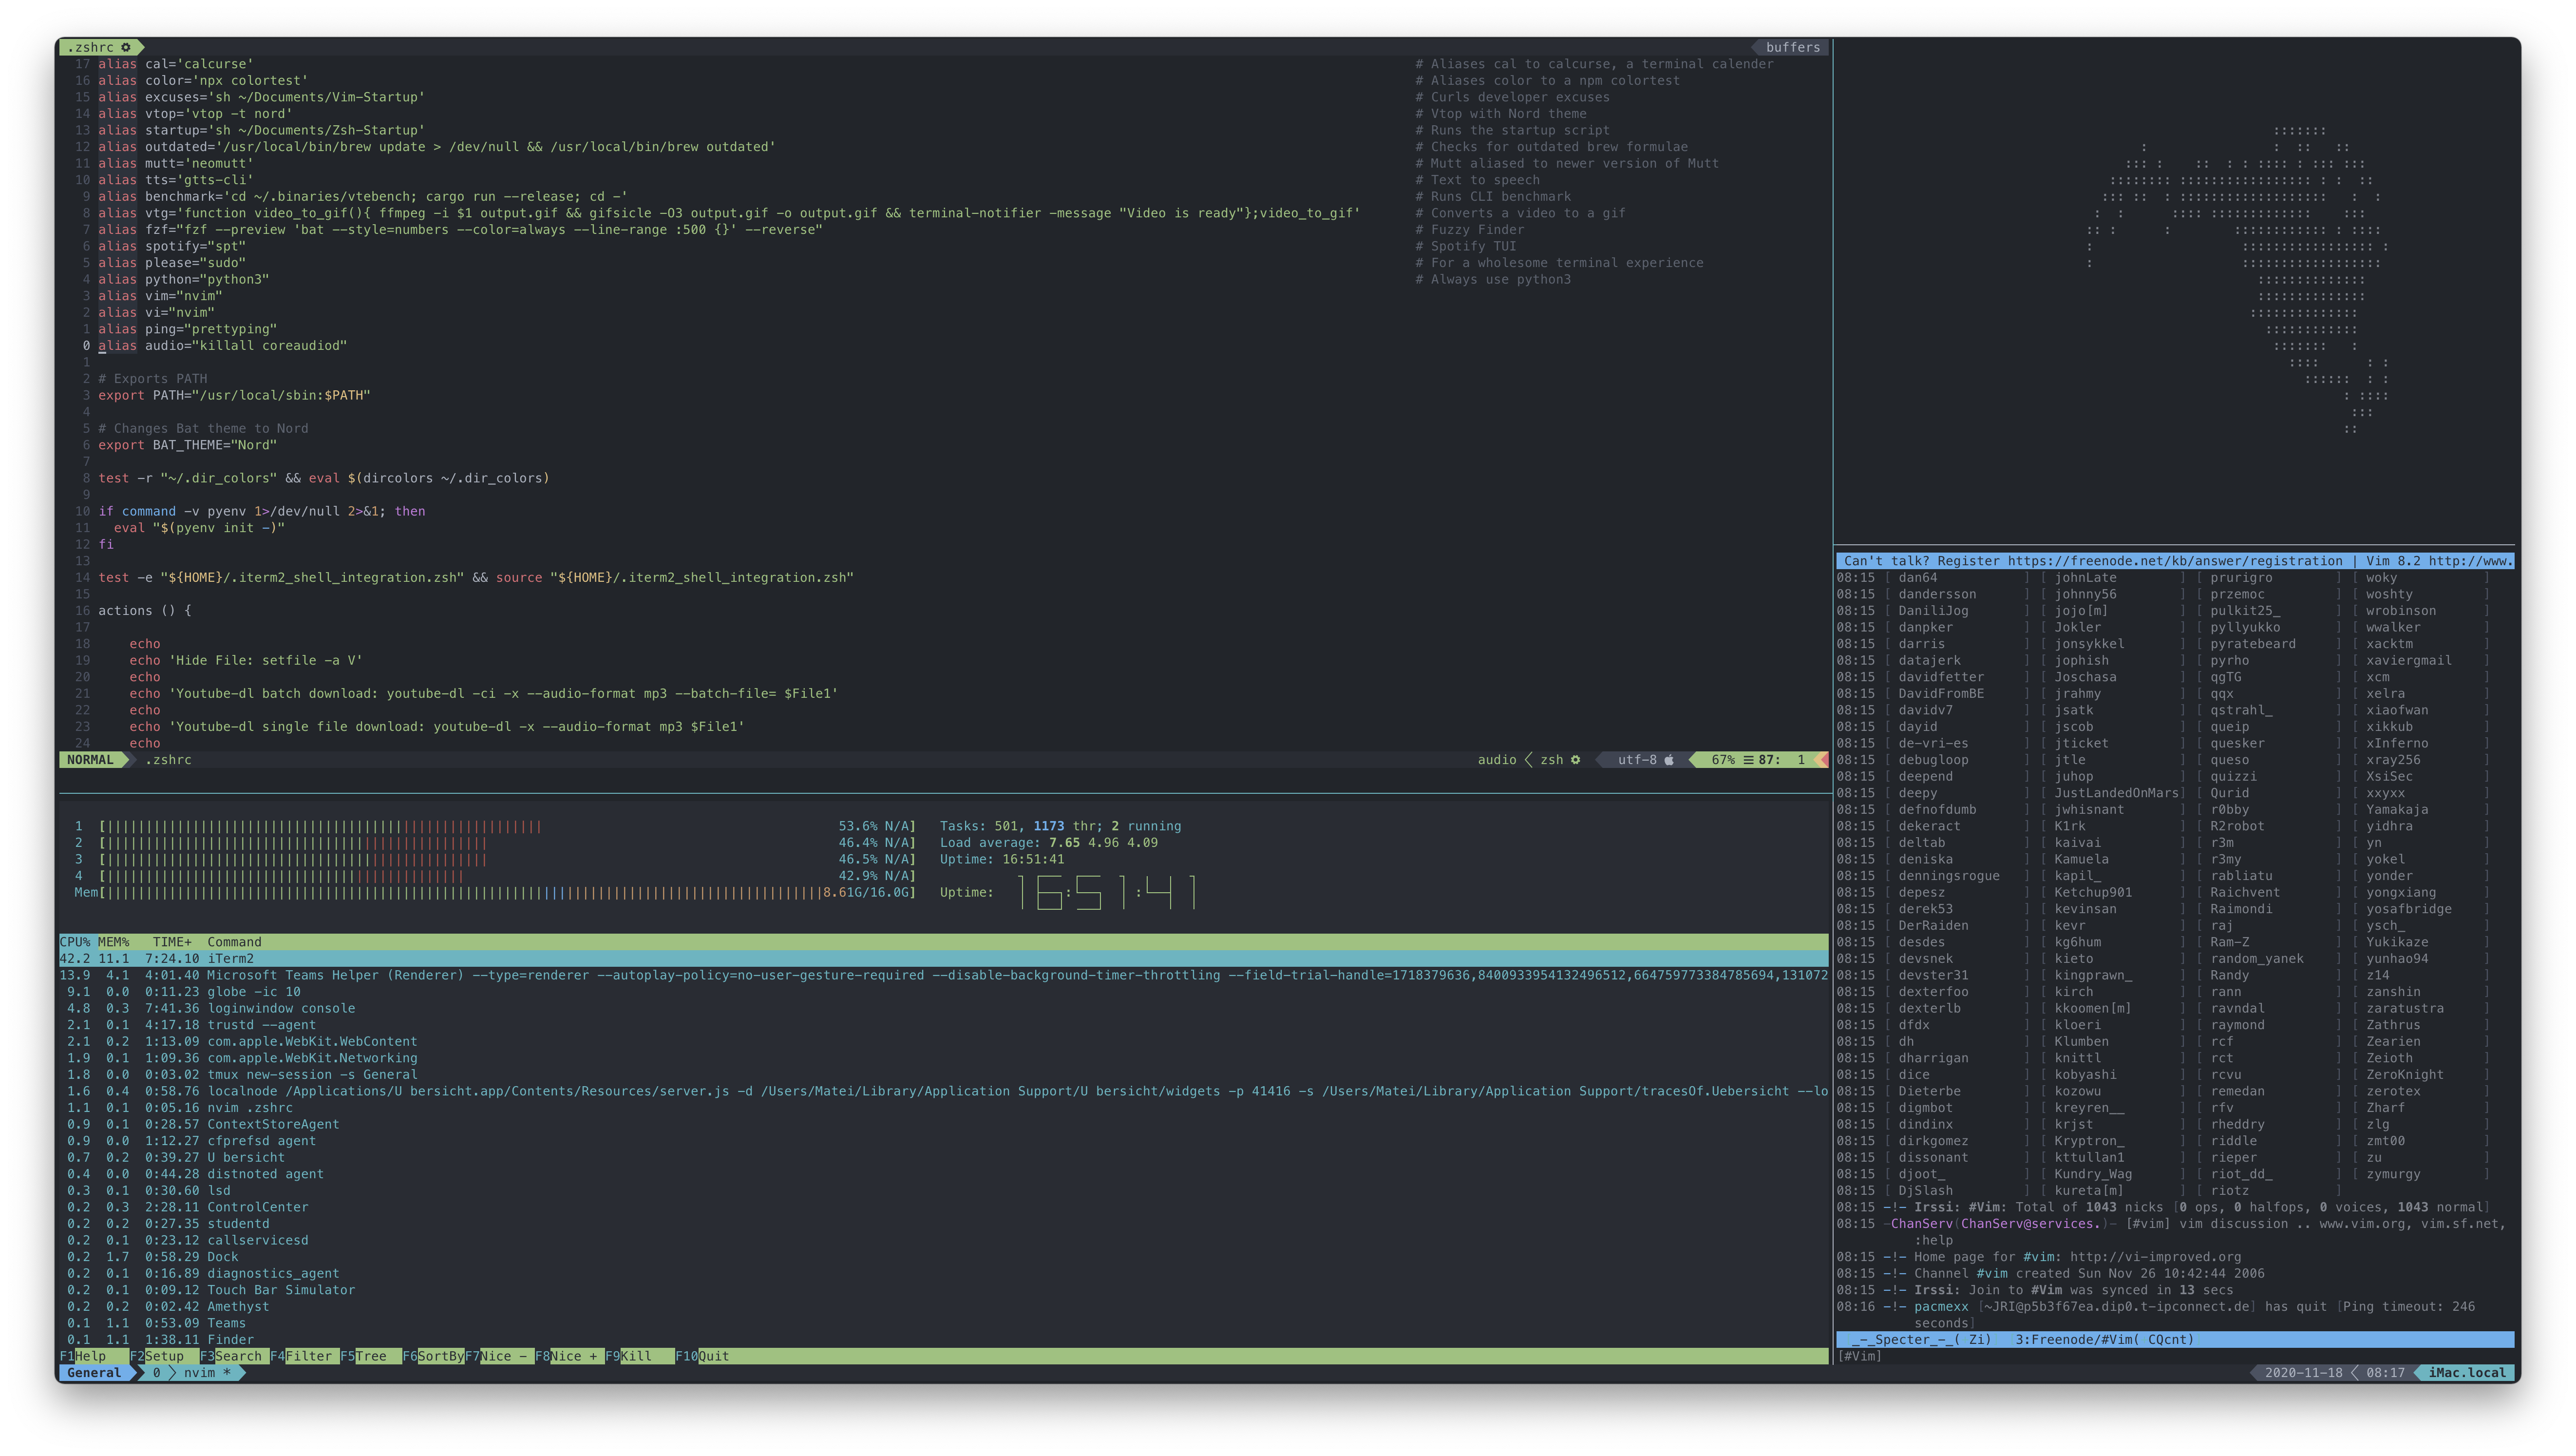 .zshrc buffers
17 alias cal='calcurse' # Aliases cal to calcurse, a terminal calender
16 alias color='npx colortest' # Aliases color to a npm colortest
15 alias excuses='sh ~/Documents/Vim-Startup' # Curls developer excuses
14 alias vtop='vtop -t nord' # Vtop with Nord theme
13 alias startup='sh ~/Documents/Zsh-Startup' # Runs the startup script
12 alias outdated='/usr/local/bin/brew update > /dev/null && /usr/local/bin/brew outdated' # Checks for outdated brew formulae
11 alias mutt='neomutt' # Mutt aliased to newer version of Mutt
10 alias tts='gtts-cli' # Text to speech
9 alias benchmark='cd ~/.binaries/vtebench; cargo run --release; cd -' # Runs CLI benchmark
8 alias vtg='function video_to_gif(){ ffmpeg -i $1 output.gif && gifsicle -O3 output.gif -o output.gif && terminal-notifier -message "Video is ready"};video_to_gif' # Converts a video to a gif
7 alias fzf="fzf --preview 'bat --style=numbers --color=always --line-range :500 {}' --reverse" # Fuzzy Finder
6 alias spotify="spt" # Spotify TUI
5 alias please="sudo" # For a wholesome terminal experience
4 alias python="python3" # Always use python3
3 alias vim="nvim"
2 alias vi="nvim"
1 alias ping="prettyping"
0 alias audio="killall coreaudiod"
1
2 # Exports PATH
3 export PATH="/usr/local/sbin:$PATH"
4
5 # Changes Bat theme to Nord
6 export BAT_THEME="Nord"
7
8 test -r "~/.dir_colors" && eval $(dircolors ~/.dir_colors)
9
10 if command -v pyenv 1>/dev/null 2>&1; then
11 eval "$(pyenv init -)"
12 fi
13
14 test -e "${HOME}/.iterm2_shell_integration.zsh" && source "${HOME}/.iterm2_shell_integration.zsh"
15
16 actions () {
17
18 echo
19 echo 'Hide File: setfile -a V'
20 echo
21 echo 'Youtube-dl batch download: youtube-dl -ci -x --audio-format mp3 --batch-file= $File1'
22 echo
23 echo 'Youtube-dl single file download: youtube-dl -x --audio-format mp3 $File1'
24 echo
NORMAL .zshrc audio zsh utf-8 67% 87: 1
1 [ 53.6% N/A] Tasks: 501, 1173 thr; 2 running
2 [ 46.4% N/A] Load average: 7.65 4.96 4.09
3 [ 46.5% N/A] Uptime: 16:51:41
4 [ 42.9% N/A]
Mem[ 8.61G/16.0G] Uptime: 16:51:41
CPU% MEM% TIME+ Command
42.2 11.1 7:24.10 iTerm2
13.9 4.1 4:01.40 Microsoft Teams Helper (Renderer) --type=renderer --autoplay-policy=no-user-gesture-required --disable-background-timer-throttling --field-trial-handle=1718379636,8400933954132496512,664759773384785694,131072
9.1 0.0 0:11.23 globe -ic 10
4.8 0.3 7:41.36 loginwindow console
2.1 0.1 4:17.18 trustd --agent
2.1 0.2 1:13.09 com.apple.WebKit.WebContent
1.9 0.1 1:09.36 com.apple.WebKit.Networking
1.8 0.0 0:03.02 tmux new-session -s General
1.6 0.4 0:58.76 localnode /Applications/U bersicht.app/Contents/Resources/server.js -d /Users/Matei/Library/Application Support/U bersicht/widgets -p 41416 -s /Users/Matei/Library/Application Support/tracesOf.Uebersicht --lo
1.1 0.1 0:05.16 nvim .zshrc
0.9 0.1 0:28.57 ContextStoreAgent
0.9 0.0 1:12.27 cfprefsd agent
0.7 0.2 0:39.27 U bersicht
0.4 0.0 0:44.28 distnoted agent
0.3 0.1 0:30.60 lsd
0.2 0.3 2:28.11 ControlCenter
0.2 0.2 0:27.35 studentd
0.2 0.1 0:23.12 callservicesd
0.2 1.7 0:58.29 Dock
0.2 0.1 0:16.89 diagnostics_agent
0.2 0.1 0:09.12 Touch Bar Simulator
0.2 0.2 0:02.42 Amethyst
0.1 1.1 0:53.09 Teams
0.1 1.1 1:38.11 Finder
F1Help F2Setup F3Search F4Filter F5Tree F6SortByF7Nice - F8Nice + F9Kill F10Quit
Can't talk? Register https://freenode.net/kb/answer/registration | Vim 8.2 http://www.
08:15 [ dan64 ] [ johnLate ] [ prurigro ] [ woky ]
08:15 [ dandersson ] [ johnny56 ] [ przemoc ] [ woshty ]
08:15 [ DaniliJog ] [ jojo[m] ] [ pulkit25_ ] [ wrobinson ]
08:15 [ danpker ] [ Jokler ] [ pyllyukko ] [ wwalker ]
08:15 [ darris ] [ jonsykkel ] [ pyratebeard ] [ xacktm ]
08:15 [ datajerk ] [ jophish ] [ pyrho ] [ xaviergmail ]
08:15 [ davidfetter ] [ Joschasa ] [ qgTG ] [ xcm ]
08:15 [ DavidFromBE ] [ jrahmy ] [ qqx ] [ xelra ]
08:15 [ davidv7 ] [ jsatk ] [ qstrahl_ ] [ xiaofwan ]
08:15 [ dayid ] [ jscob ] [ queip ] [ xikkub ]
08:15 [ de-vri-es ] [ jticket ] [ quesker ] [ xInferno ]
08:15 [ debugloop ] [ jtle ] [ queso ] [ xray256 ]
08:15 [ deepend ] [ juhop ] [ quizzi ] [ XsiSec ]
08:15 [ deepy ] [ JustLandedOnMars] [ Qurid ] [ xxyxx ]
08:15 [ defnofdumb ] [ jwhisnant ] [ r0bby ] [ Yamakaja ]
08:15 [ dekeract ] [ K1rk ] [ R2robot ] [ yidhra ]
08:15 [ deltab ] [ kaivai ] [ r3m ] [ yn ]
08:15 [ deniska ] [ Kamuela ] [ r3my ] [ yokel ]
08:15 [ denningsrogue ] [ kapil_ ] [ rabliatu ] [ yonder ]
08:15 [ depesz ] [ Ketchup901 ] [ Raichvent ] [ yongxiang ]
08:15 [ derek53 ] [ kevinsan ] [ Raimondi ] [ yosafbridge ]
08:15 [ DerRaiden ] [ kevr ] [ raj ] [ ysch_ ]
08:15 [ desdes ] [ kg6hum ] [ Ram-Z ] [ Yukikaze ]
08:15 [ devsnek ] [ kieto ] [ random_yanek ] [ yunhao94 ]
08:15 [ devster31 ] [ kingprawn_ ] [ Randy ] [ z14 ]
08:15 [ dexterfoo ] [ kirch ] [ rann ] [ zanshin ]
08:15 [ dexterlb ] [ kkoomen[m] ] [ ravndal ] [ zaratustra ]
08:15 [ dfdx ] [ kloeri ] [ raymond ] [ Zathrus ]
08:15 [ dh ] [ Klumben ] [ rcf ] [ Zearien ]
08:15 [ dharrigan ] [ knittl ] [ rct ] [ Zeioth ]
08:15 [ dice ] [ kobyashi ] [ rcvu ] [ ZeroKnight ]
08:15 [ Dieterbe ] [ kozowu ] [ remedan ] [ zerotex ]
08:15 [ digmbot ] [ kreyren__ ] [ rfv ] [ Zharf ]
08:15 [ dindinx ] [ krjst ] [ rheddry ] [ zlg ]
08:15 [ dirkgomez ] [ Kryptron_ ] [ riddle ] [ zmt00 ]
08:15 [ dissonant ] [ kttullan1 ] [ rieper ] [ zu ]
08:15 [ djoot_ ] [ Kundry_Wag ] [ riot_dd_ ] [ zymurgy ]
08:15 [ DjSlash ] [ kureta[m] ] [ riotz ]
08:15 -!- Irssi: #Vim: Total of 1043 nicks [0 ops, 0 halfops, 0 voices, 1043 normal]
08:15 -ChanServ(ChanServ@services.)- [#vim] vim discussion .. www.vim.org, vim.sf.net,
:help
08:15 -!- Home page for #vim: http://vi-improved.org
08:15 -!- Channel #vim created Sun Nov 26 10:42:44 2006
08:15 -!- Irssi: Join to #Vim was synced in 13 secs
08:16 -!- pacmexx [~JRI@p5b3f67ea.dip0.t-ipconnect.de] has quit [Ping timeout: 246
seconds]
_-_Specter_-_( Zi) 3:Freenode/#Vim( CQcnt)
[#Vim]
General 0 nvim * 2020-11-18 08:17 iMac.local